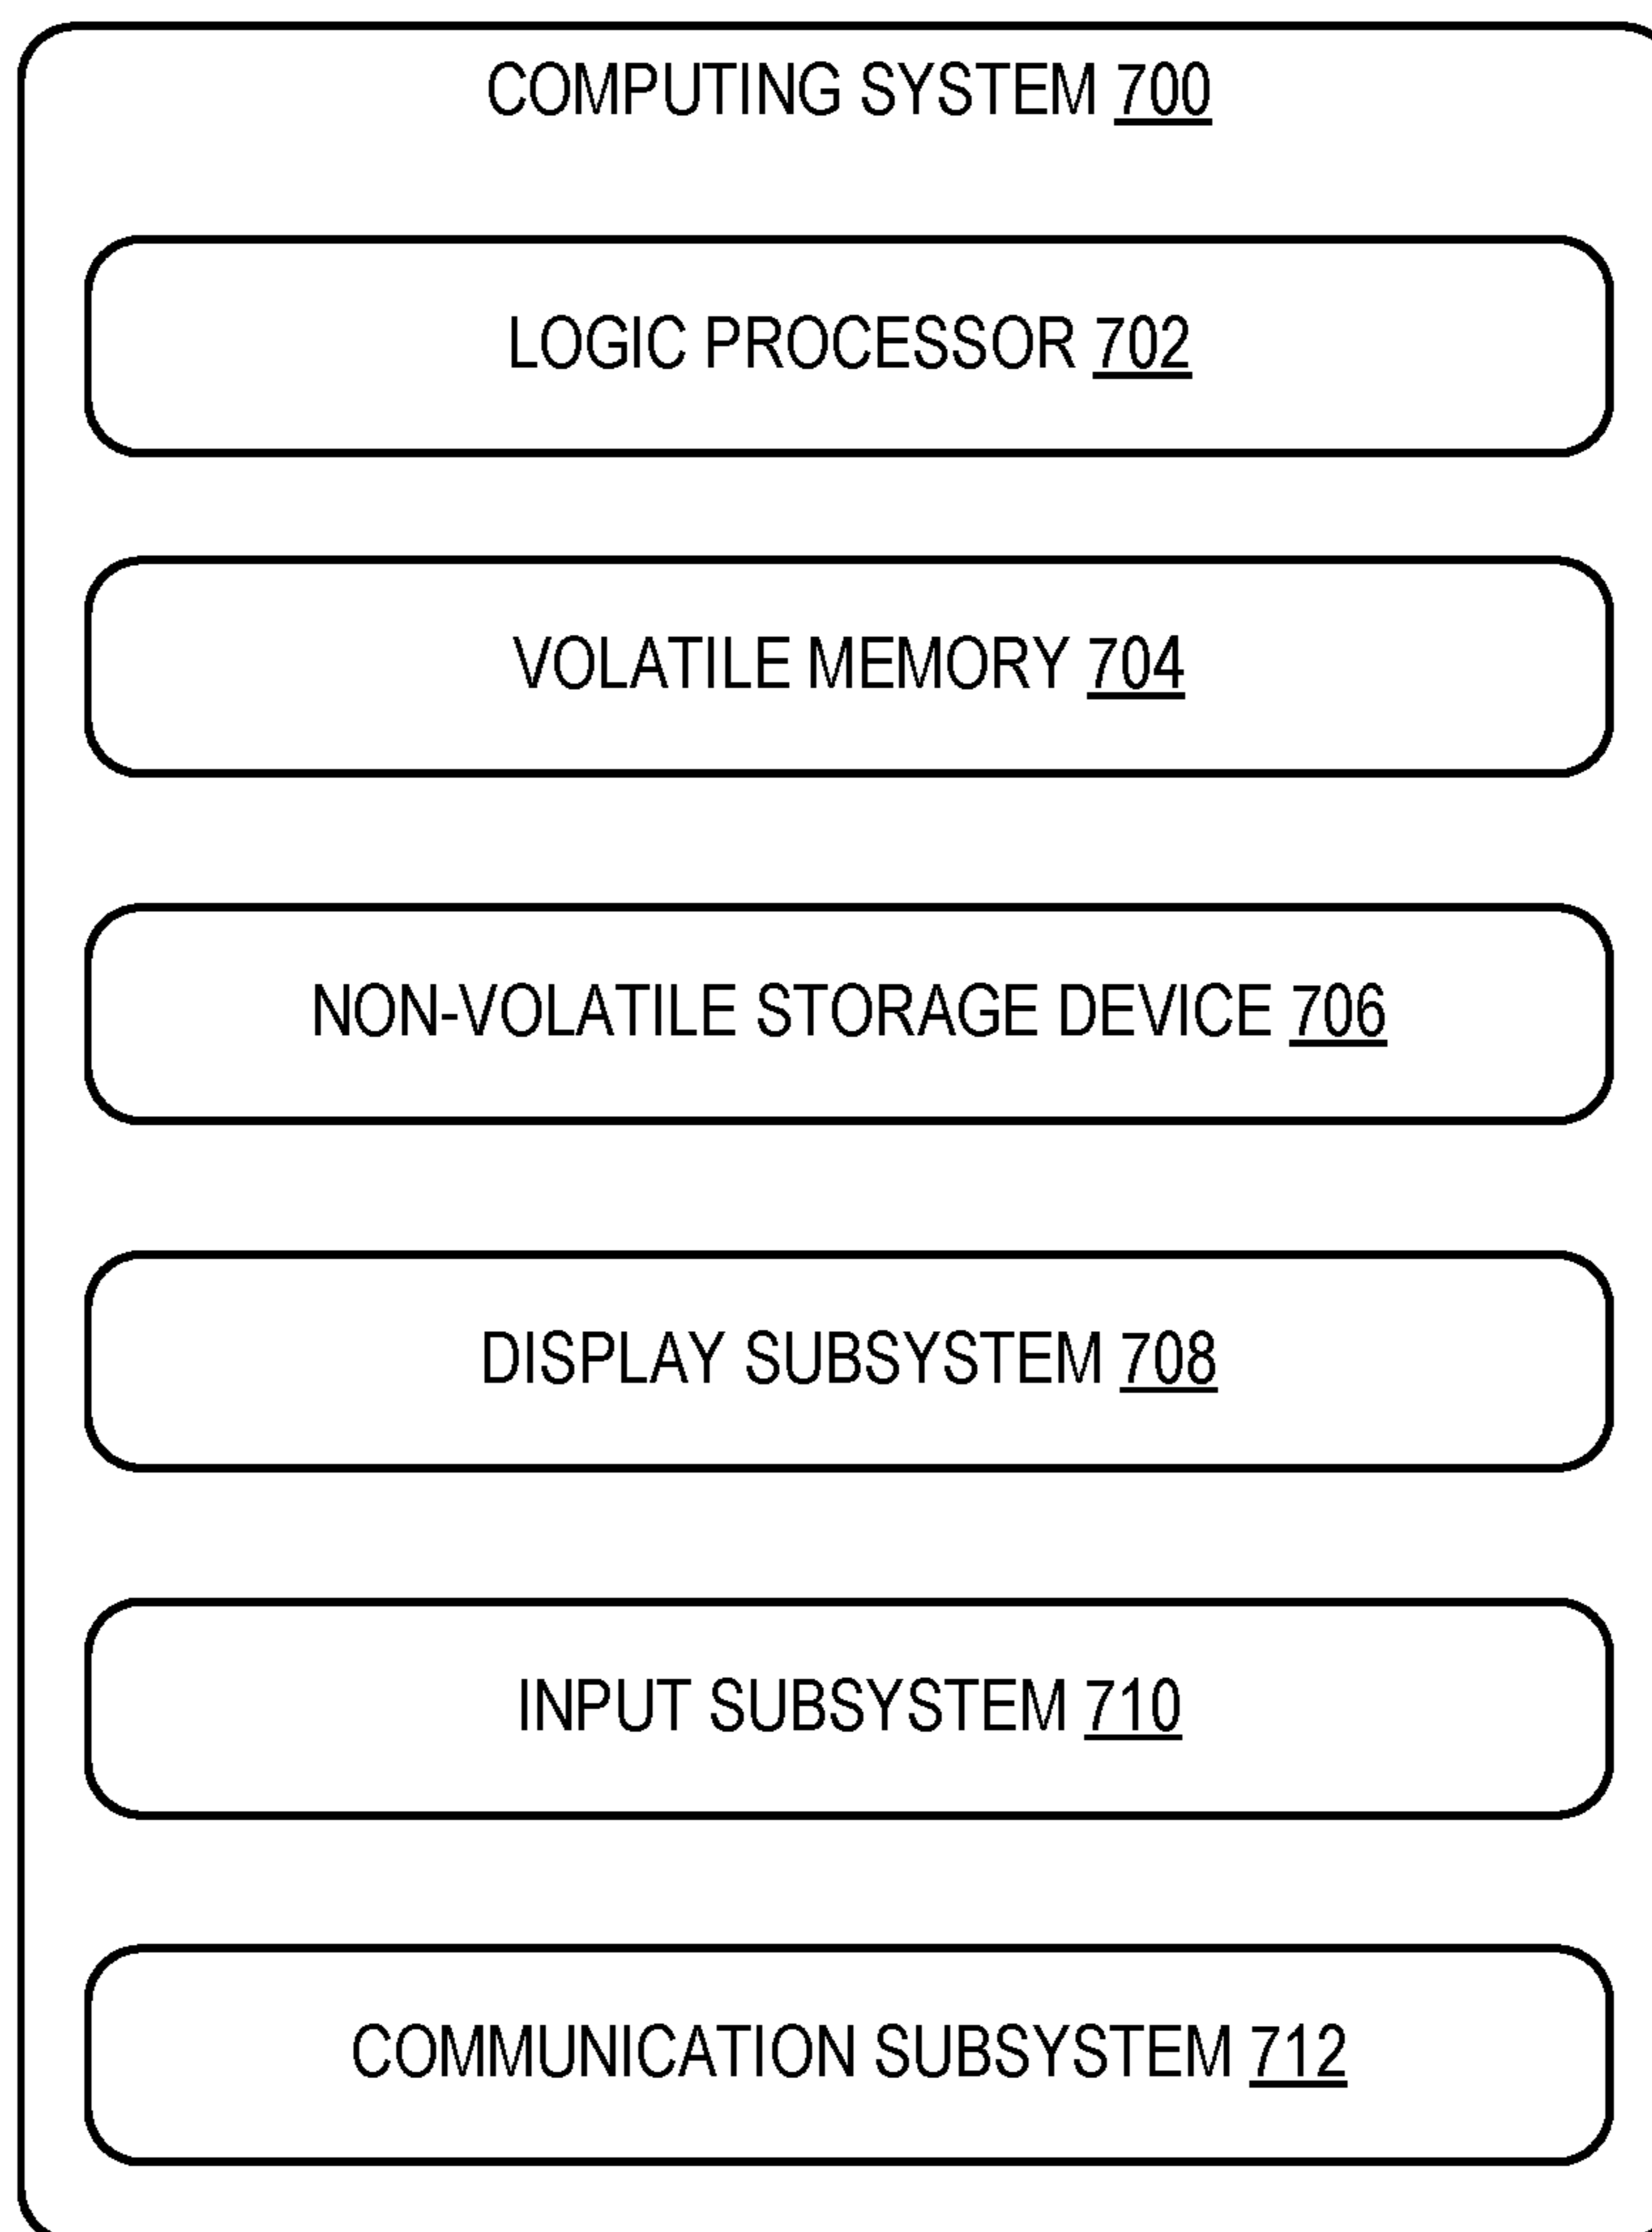 COMPUTING SYSTEM 700
LOGIC PROCESSOR 702
VOLATILE MEMORY 704
NON-VOLATILE STORAGE DEVICE 706
DISPLAY SUBSYSTEM 708
INPUT SUBSYSTEM 710
COMMUNICATION SUBSYSTEM 712